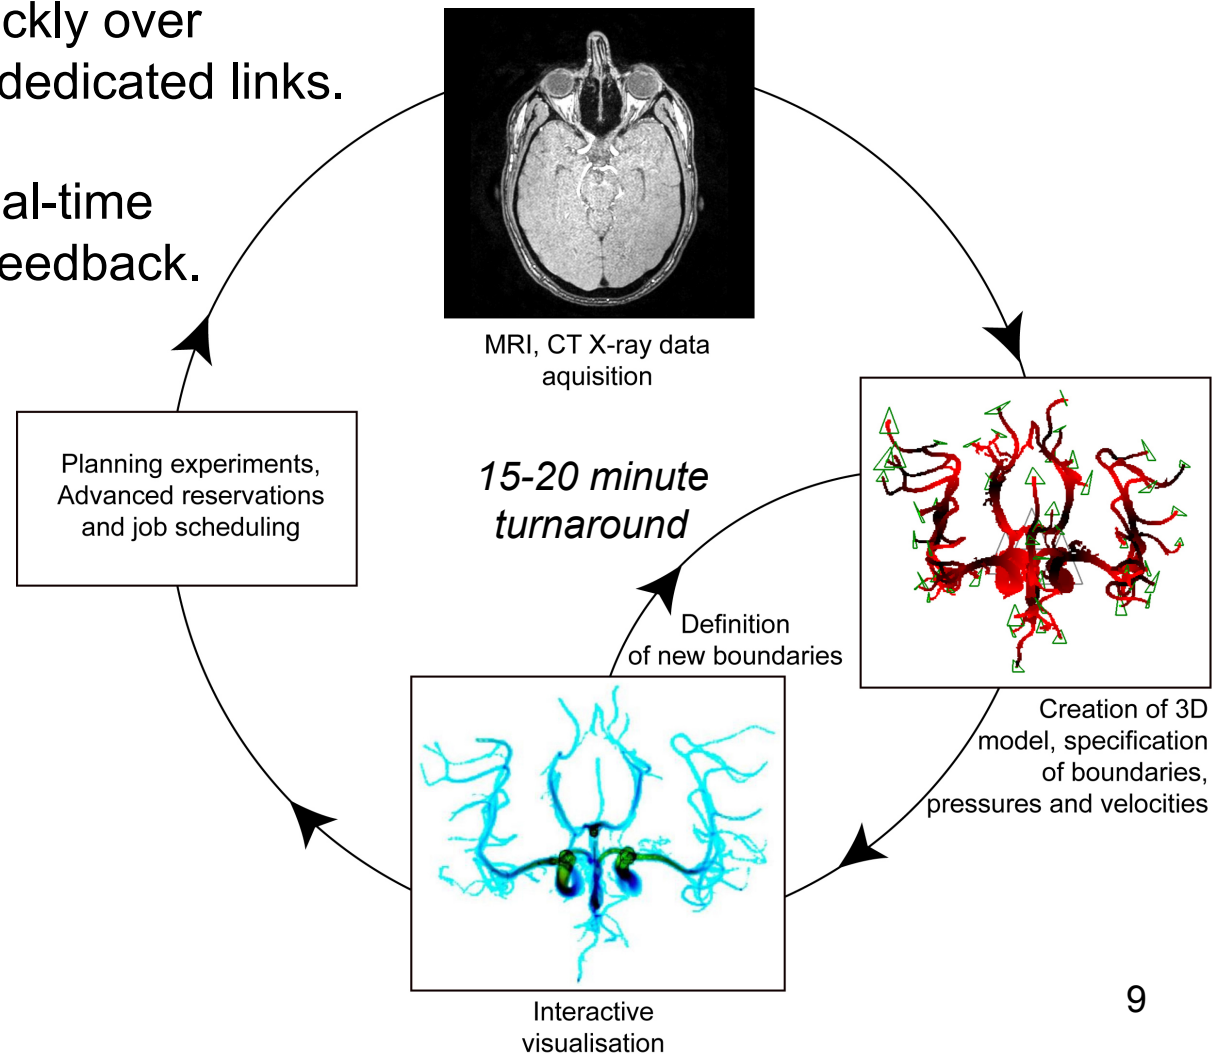 ckly over
dedicated links.
al-time
eedback.
MRI, CT X-ray data
aquisition
Planning experiments,
Advanced reservations
and job scheduling
15-20 minute
turnaround
Definition
of new boundaries
Creation of 3D
model, specification
of boundaries,
pressures and velocities
Interactive
visualisation
9